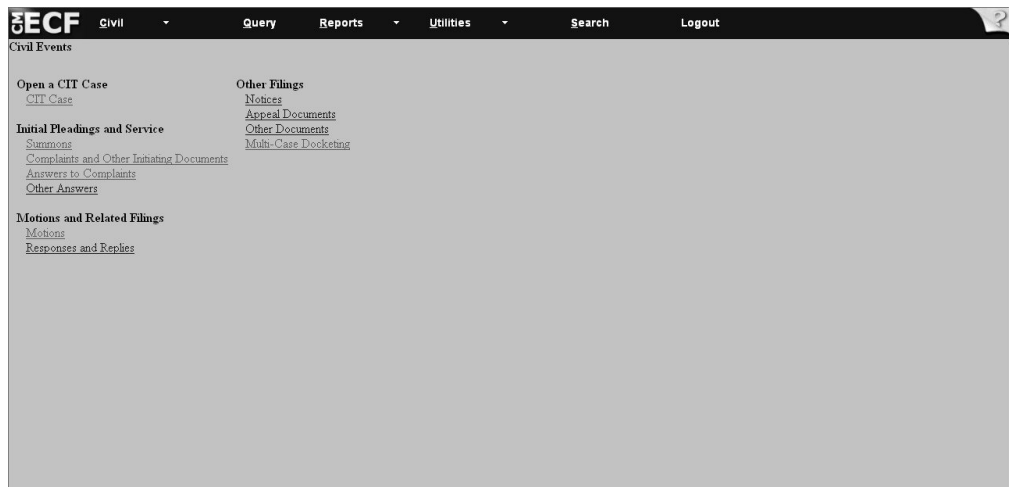 CM ECF Civil Query Reports Utilities Search Logout ?
Civil Events
Open a CIT Case
CIT Case
Initial Pleadings and Service
Summons
Complaints and Other Initiating Documents
Answers to Complaints
Other Answers
Motions and Related Filings
Motions
Responses and Replies
Other Filings
Notices
Appeal Documents
Other Documents
Multi-Case Docketing